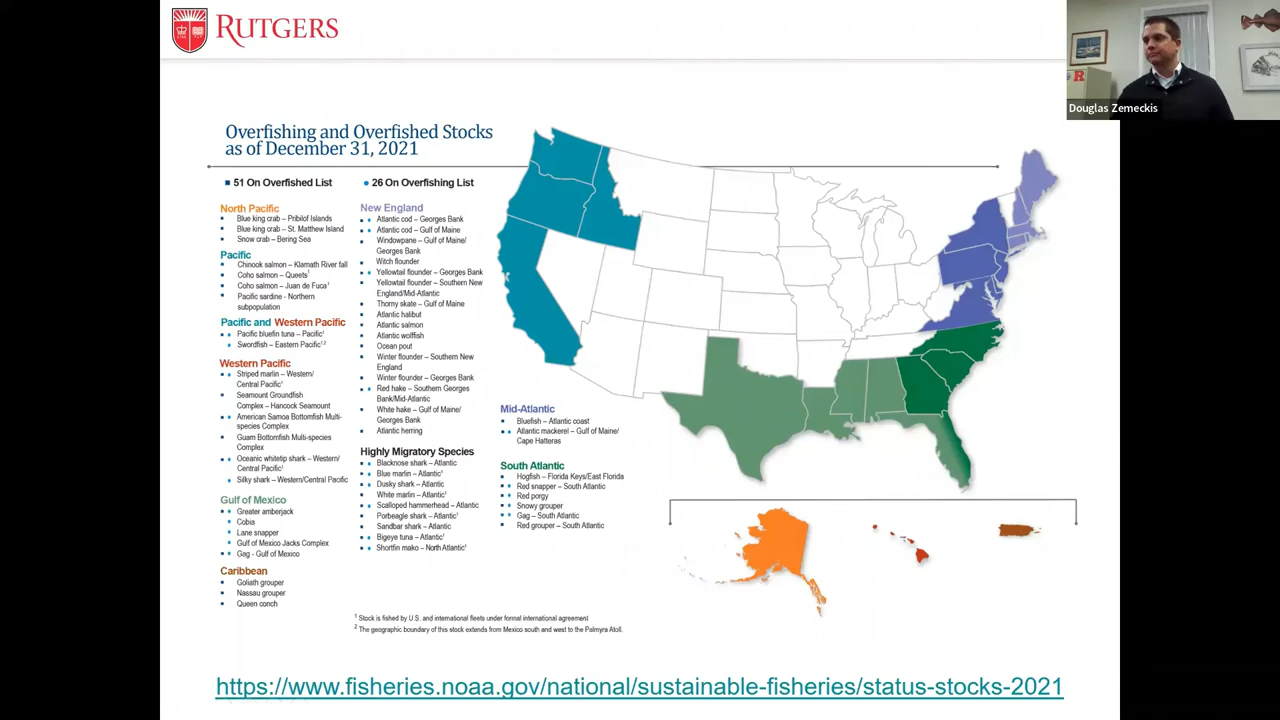 RUTGERS
Douglas Zemeckis
R
Overfishing and Overfished Stocks
as of December 31, 2021
51 On Overfished List
26 On Overfishing List
North Pacific
Blue king crab – Pribilof Islands
Blue king crab – St. Matthew Island
Snow crab – Bering Sea
Pacific
Chinook salmon – Klamath River fall
Coho salmon – Queets¹
Coho salmon – Juan de Fuca¹
Pacific sardine - Northern
subpopulation
Pacific and Western Pacific
Pacific bluefin tuna – Pacific¹
Swordfish – Eastern Pacific¹,²
Western Pacific
Striped marlin – Western/
Central Pacific¹
Seamount Groundfish
Complex – Hancock Seamount
American Samoa Bottomfish Multi-
species Complex
Guam Bottomfish Multi-species
Complex
Oceanic whitetip shark – Western/
Central Pacific¹
Silky shark – Western/Central Pacific
Gulf of Mexico
Greater amberjack
Cobia
Lane snapper
Gulf of Mexico Jacks Complex
Gag - Gulf of Mexico
Caribbean
Goliath grouper
Nassau grouper
Queen conch
New England
Atlantic cod – Georges Bank
Atlantic cod – Gulf of Maine
Windowpane – Gulf of Maine/
Georges Bank
Witch flounder
Yellowtail flounder – Georges Bank
Yellowtail flounder – Southern New
England/Mid-Atlantic
Thorny skate – Gulf of Maine
Atlantic halibut
Atlantic salmon
Atlantic wolffish
Ocean pout
Winter flounder – Southern New
England
Winter flounder – Georges Bank
Red hake – Southern Georges
Bank/Mid-Atlantic
White hake – Gulf of Maine/
Georges Bank
Atlantic herring
Highly Migratory Species
Blacknose shark – Atlantic
Blue marlin – Atlantic¹
Dusky shark – Atlantic
White marlin – Atlantic¹
Scalloped hammerhead – Atlantic
Porbeagle shark – Atlantic¹
Sandbar shark – Atlantic
Bigeye tuna – Atlantic¹
Shortfin mako – North Atlantic¹
Mid-Atlantic
Bluefish – Atlantic coast
Atlantic mackerel – Gulf of Maine/
Cape Hatteras
South Atlantic
Hogfish – Florida Keys/East Florida
Red snapper – South Atlantic
Red porgy
Snowy grouper
Gag – South Atlantic
Red grouper – South Atlantic
¹ Stock is fished by U.S. and international fleets under formal international agreement
² The geographic boundary of this stock extends from Mexico south and west to the Palmyra Atoll.
https://www.fisheries.noaa.gov/national/sustainable-fisheries/status-stocks-2021